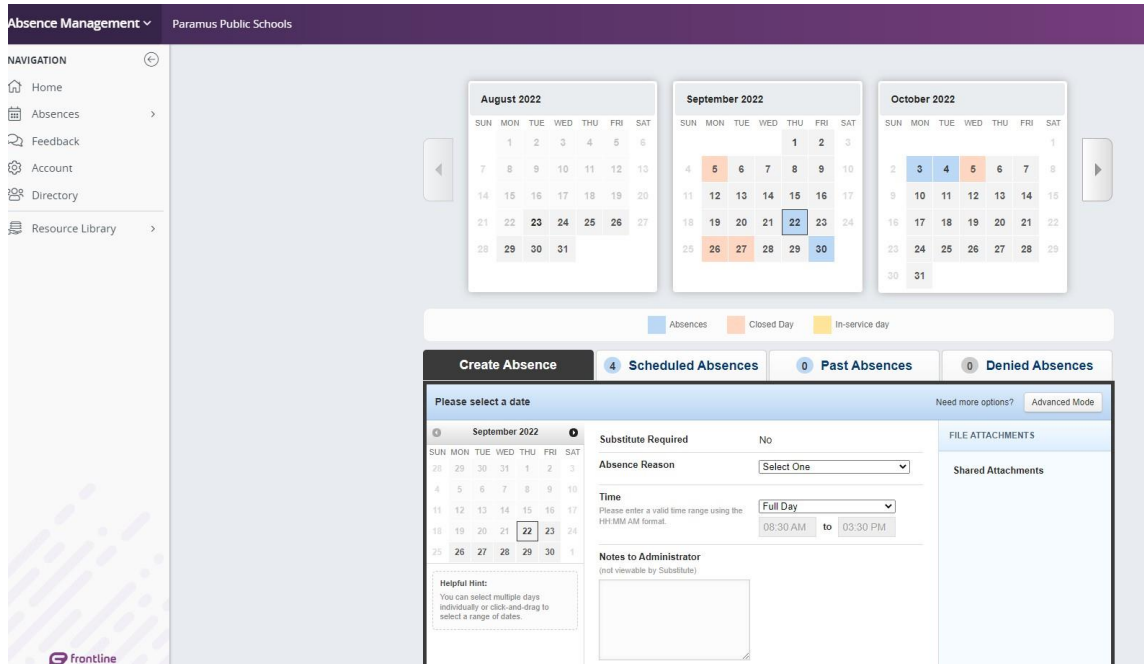 Absence Management
Paramus Public Schools
NAVIGATION
Home
Absences
Feedback
Account
Directory
Resource Library
frontline
August 2022
SUN MON TUE WED THU FRI SAT
1 2 3 4 5 6
7 8 9 10 11 12 13
14 15 16 17 18 19 20
21 22 23 24 25 26 27
28 29 30 31
September 2022
SUN MON TUE WED THU FRI SAT
1 2 3
4 5 6 7 8 9 10
11 12 13 14 15 16 17
18 19 20 21 22 23 24
25 26 27 28 29 30
October 2022
SUN MON TUE WED THU FRI SAT
1
2 3 4 5 6 7 8
9 10 11 12 13 14 15
16 17 18 19 20 21 22
23 24 25 26 27 28 29
30 31
Absences Closed Day In-service day
Create Absence 4 Scheduled Absences 0 Past Absences 0 Denied Absences
Please select a date Need more options? Advanced Mode
September 2022
SUN MON TUE WED THU FRI SAT
28 29 30 31 1 2 3
4 5 6 7 8 9 10
11 12 13 14 15 16 17
18 19 20 21 22 23 24
25 26 27 28 29 30 1
Helpful Hint:
You can select multiple days
individually or click-and-drag to
select a range of dates.
Substitute Required No
Absence Reason Select One
Time
Please enter a valid time range using the
HH:MM AM format.
Full Day
08:30 AM to 03:30 PM
Notes to Administrator
(not viewable by Substitute)
FILE ATTACHMENTS
Shared Attachments